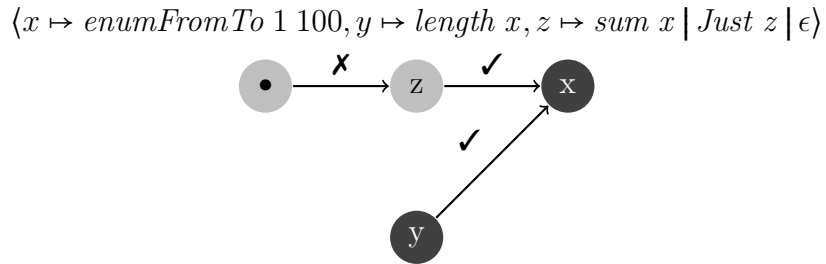 ⟨x ↦ enumFromTo 1 100, y ↦ length x, z ↦ sum x | Just z | ϵ⟩
✗ ✓
• z x
✓
y